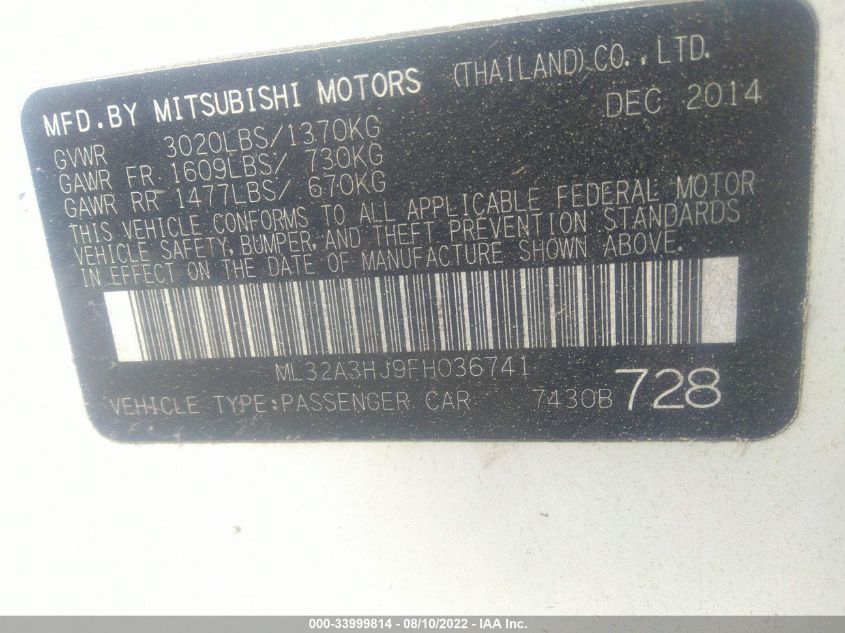 MFD.BY MITSUBISHI MOTORS (THAILAND)CO.,LTD.
DEC 2014
GVWR 3020LBS/1370KG
GAWR FR 1609LBS/ 730KG
GAWR RR 1477LBS/ 670KG
THIS VEHICLE CONFORMS TO ALL APPLICABLE FEDERAL MOTOR
VEHICLE SAFETY, BUMPER, AND THEFT PREVENTION STANDARDS
IN EFFECT ON THE DATE OF MANUFACTURE SHOWN ABOVE.
ML32A3HJ9FH036741
VEHICLE TYPE:PASSENGER CAR 7430B 728
000-33999814 - 08/10/2022 - IAA Inc.